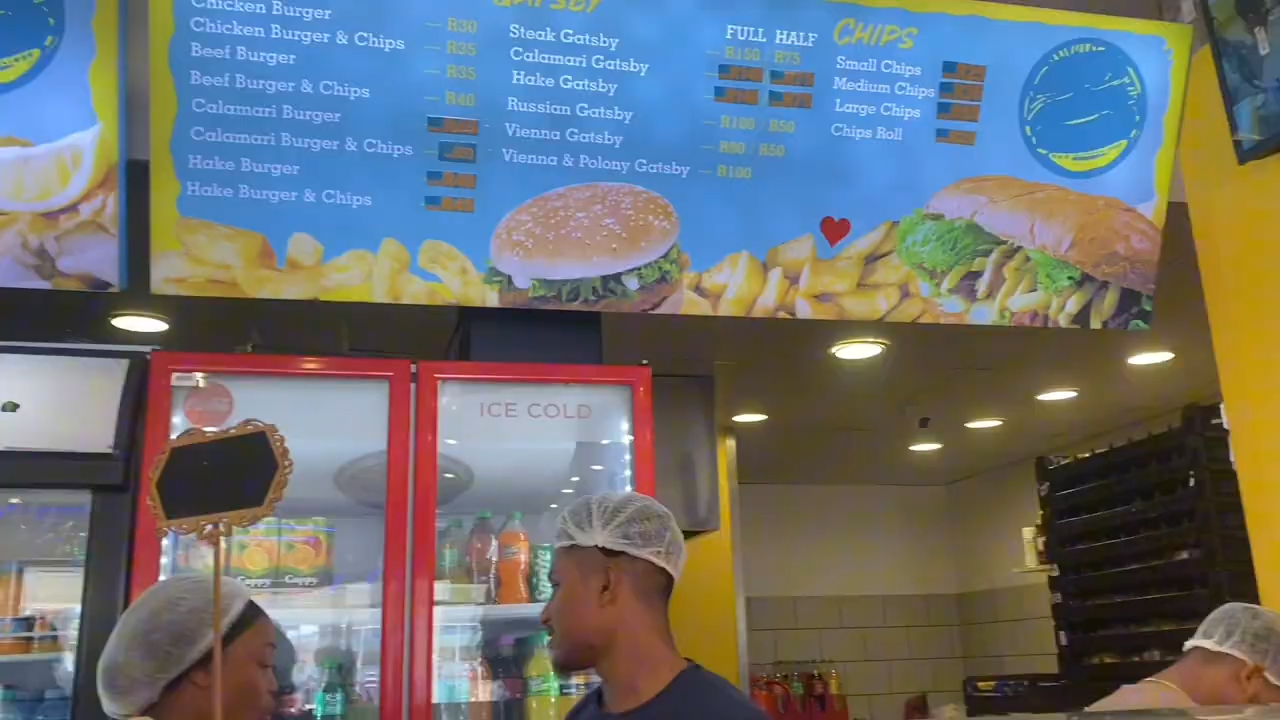 Chicken Burger
Chicken Burger & Chips — R30
Beef Burger — R35
Beef Burger & Chips — R35
Calamari Burger — R40
Calamari Burger & Chips
Hake Burger
Hake Burger & Chips
GATSBY
FULL HALF
Steak Gatsby — R150 / R75
Calamari Gatsby
Hake Gatsby
Russian Gatsby — R100 / R50
Vienna Gatsby — R80 / R50
Vienna & Polony Gatsby — R100
CHIPS
Small Chips
Medium Chips
Large Chips
Chips Roll
ICE COLD
Cappy Cappy